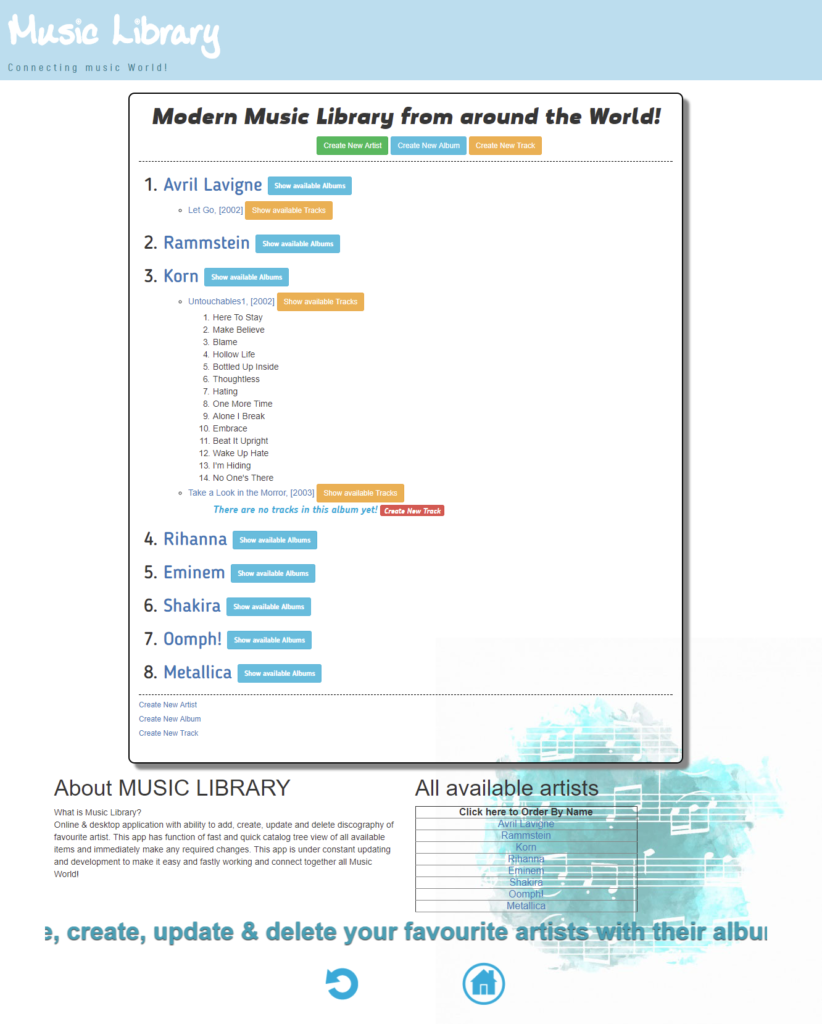 Music Library
Connecting music World!
Modern Music Library from around the World!
Create New Artist Create New Album Create New Track
1. Avril Lavigne Show available Albums
Let Go, [2002] Show available Tracks
2. Rammstein Show available Albums
3. Korn Show available Albums
Untouchables1, [2002] Show available Tracks
1. Here To Stay
2. Make Believe
3. Blame
4. Hollow Life
5. Bottled Up Inside
6. Thoughtless
7. Hating
8. One More Time
9. Alone I Break
10. Embrace
11. Beat It Upright
12. Wake Up Hate
13. I'm Hiding
14. No One's There
Take a Look in the Morror, [2003] Show available Tracks
There are no tracks in this album yet! Create New Track
4. Rihanna Show available Albums
5. Eminem Show available Albums
6. Shakira Show available Albums
7. Oomph! Show available Albums
8. Metallica Show available Albums
Create New Artist
Create New Album
Create New Track
About MUSIC LIBRARY
What is Music Library?
Online & desktop application with ability to add, create, update and delete discography of
favourite artist. This app has function of fast and quick catalog tree view of all available
items and immediately make any required changes. This app is under constant updating
and development to make it easy and fastly working and connect together all Music
World!
All available artists
Click here to Order By Name
Avril Lavigne
Rammstein
Korn
Rihanna
Eminem
Shakira
Oomph!
Metallica
e, create, update & delete your favourite artists with their albu